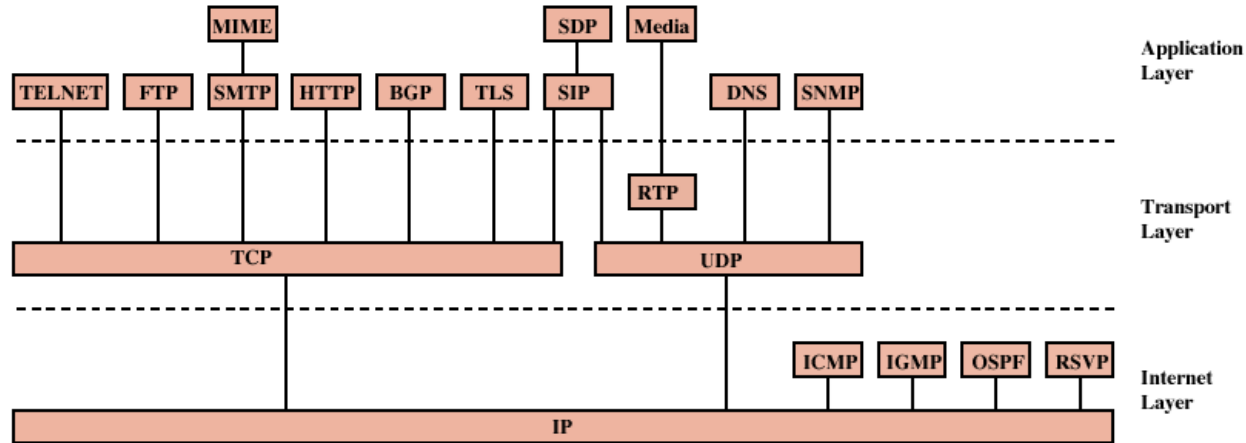 MIME SDP Media
Application
Layer
TELNET FTP SMTP HTTP BGP TLS SIP DNS SNMP
RTP
Transport
Layer
TCP UDP
ICMP IGMP OSPF RSVP
Internet
Layer
IP